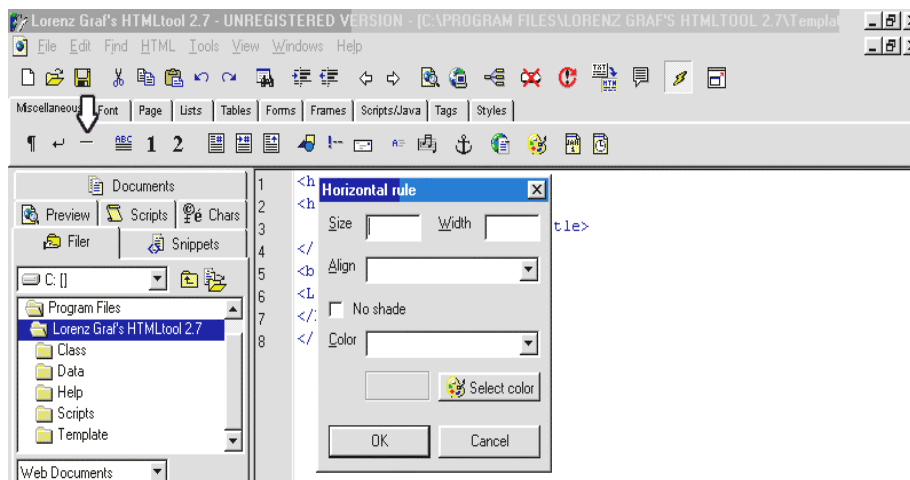 Lorenz Graf's HTMLtool 2.7 - UNREGISTERED VERSION - [C:\PROGRAM FILES\LORENZ GRAF'S HTMLTOOL 2.7\Templat
File Edit Find HTML Tools View Windows Help
Miscellaneous Font Page Lists Tables Forms Frames Scripts/Java Tags Styles
ABC 1 2
Documents
Preview Scripts é Chars
Filer Snippets
C: []
Program Files
Lorenz Graf's HTMLtool 2.7
Class
Data
Help
Scripts
Template
Web Documents
1 <h
2 <h
3 tle>
4 </
5 <b
6 <L
7 </
8 </
Horizontal rule
Size Width
Align
No shade
Color
Select color
OK Cancel